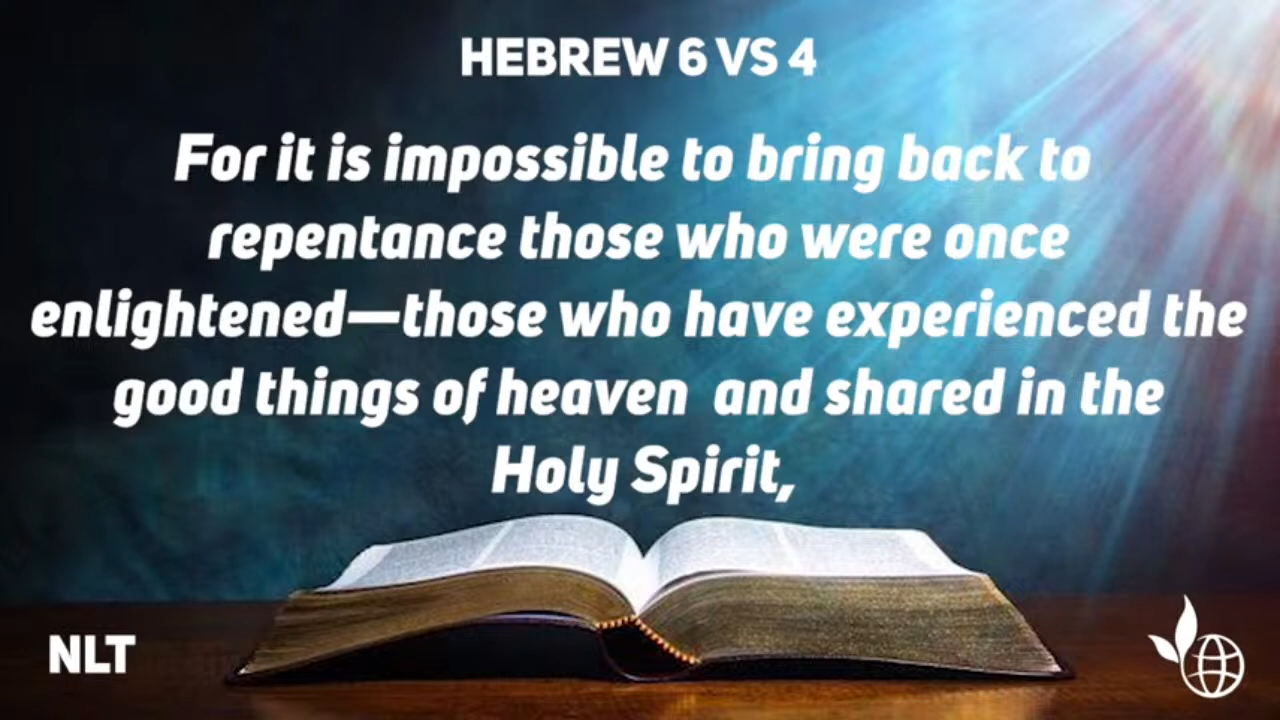 HEBREW 6 VS 4
For it is impossible to bring back to
repentance those who were once
enlightened—those who have experienced the
good things of heaven and shared in the
Holy Spirit,
NLT